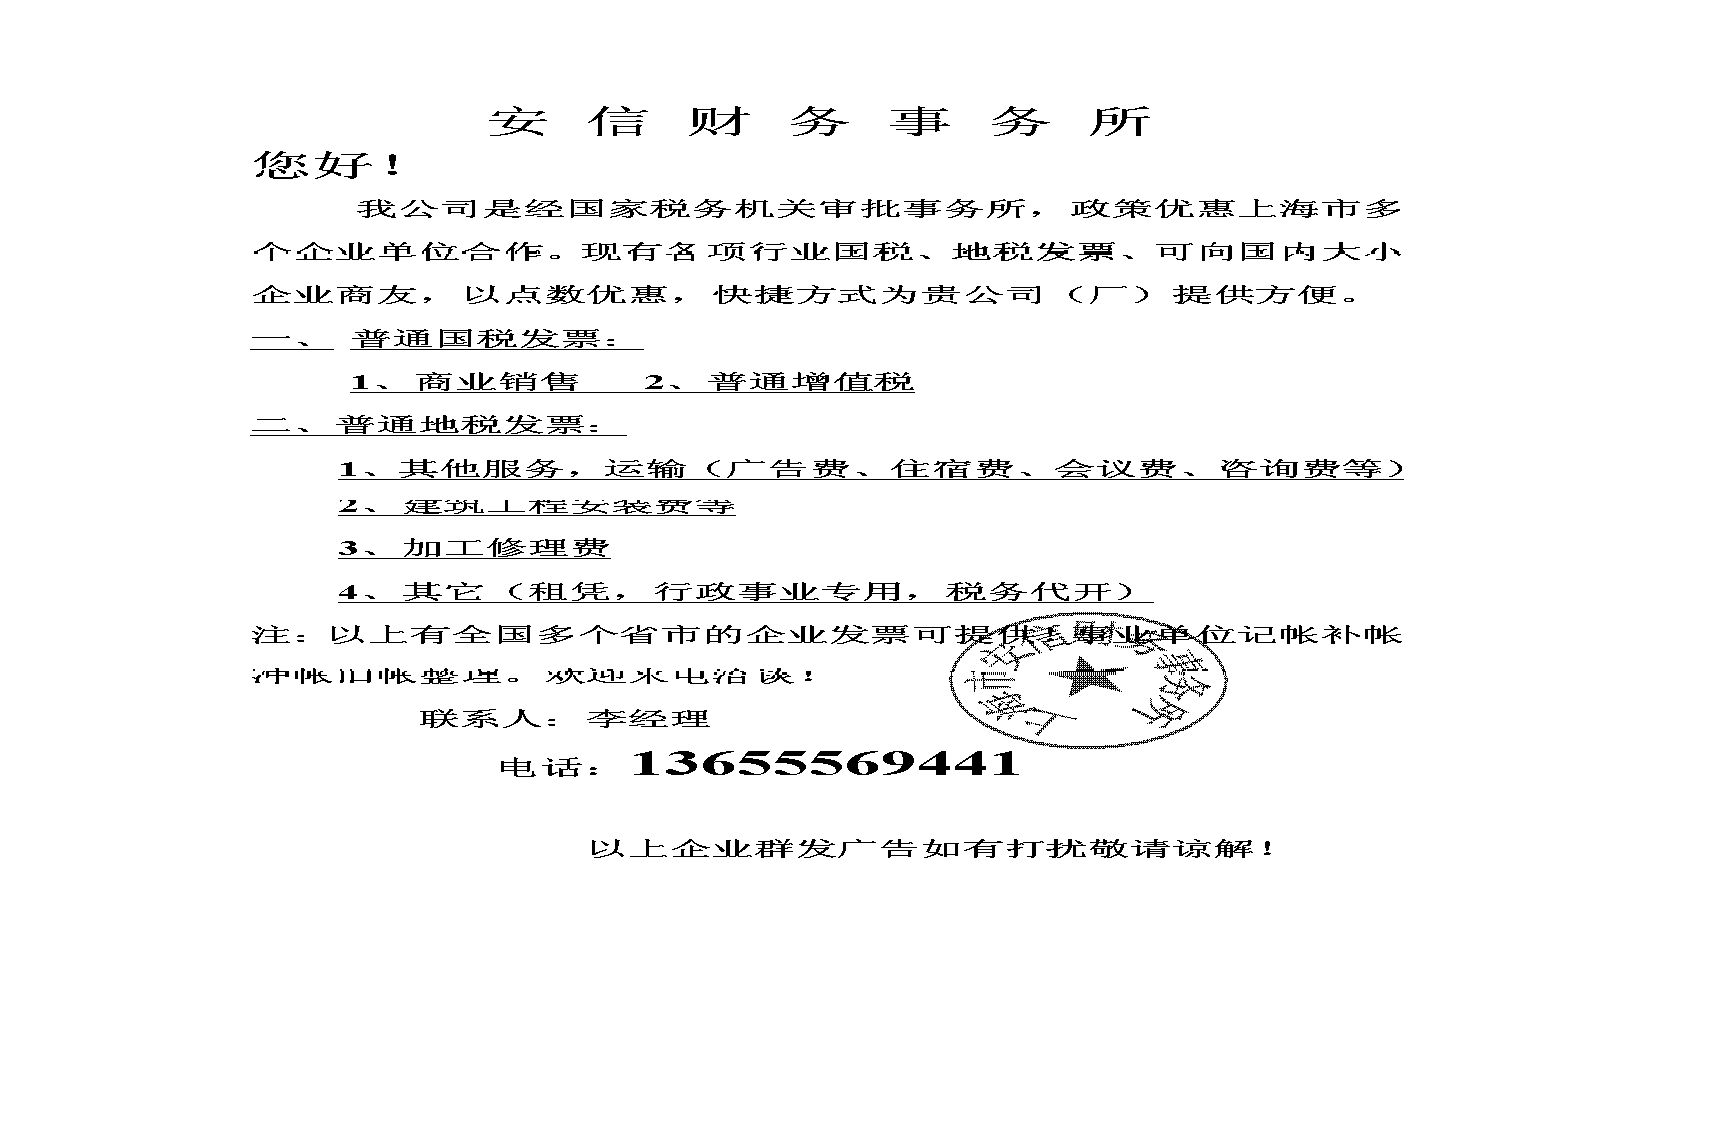 安信财务事务所
您好！
我公司是经国家税务机关审批事务所，政策优惠上海市多
个企业单位合作。现有各项行业国税、地税发票、可向国内大小
企业商友，以点数优惠，快捷方式为贵公司（厂）提供方便。
一、 普通国税发票：
1、商业销售 2、普通增值税
二、普通地税发票：
1、其他服务，运输（广告费、住宿费、会议费、咨询费等）
2、建筑工程安装费等
3、加工修理费
4、其它（租凭，行政事业专用，税务代开）
注：以上有全国多个省市的企业发票可提供！事业单位记帐补帐
冲帐旧帐整理。欢迎来电洽谈！
上海市安信财务事务所
联系人：李经理
电话：13655569441
以上企业群发广告如有打扰敬请谅解！